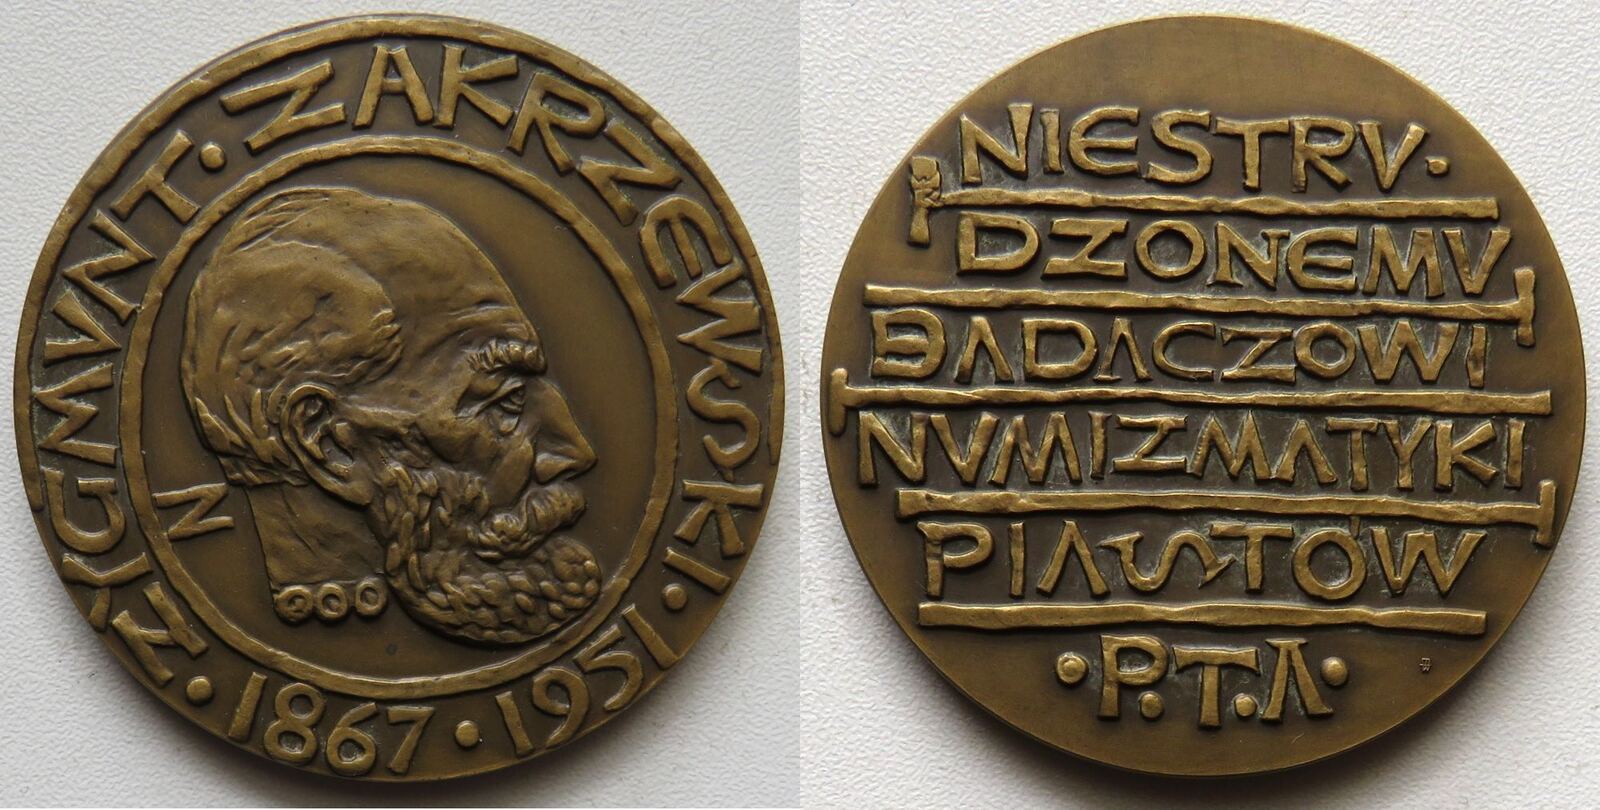 ZYGMVNT · ZAKRZEWSKI ·
1867 · 1951
N
NIESTRV·
DZONEMV
BADACZOWI
NVMIZMATYKI
PIASTÓW
·P.T.A·